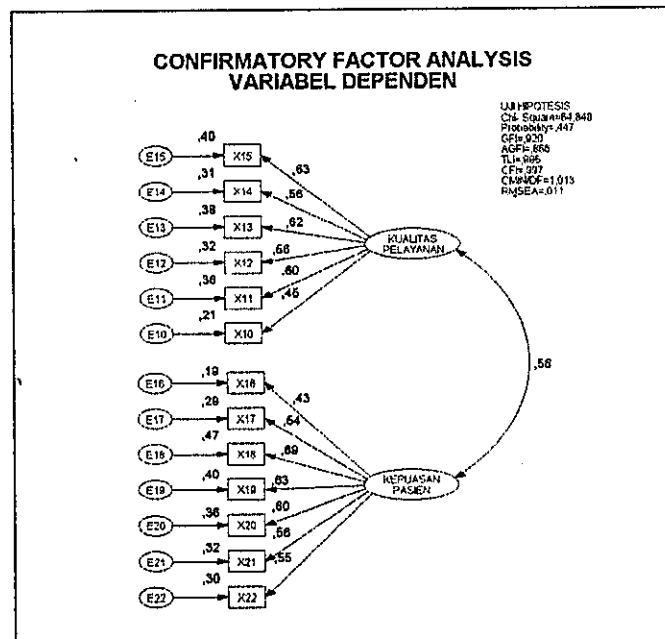 CONFIRMATORY FACTOR ANALYSIS
VARIABEL DEPENDEN
UJI HIPOTESIS
Chi- Square=64,840
Probability=,447
GFI=,920
AGFI=
TLI=
CFI=,997
CMIN/DF=1,013
RMSEA=,011
,40
E15 X15
,63
,31
E14 X14
,56
,38
E13 X13
,62
,32
E12 X12
,56
,36
E11 X11
,60
,21
E10 X10
,45
KUALITAS
PELAYANAN
,56
,19
E16 X16
,43
,29
E17 X17
,54
,47
E18 X18
,69
,40
E19 X19
,63
,36
E20 X20
,60
,32
E21 X21
,56
,30
E22 X22
,55
KEPUASAN
PASIEN